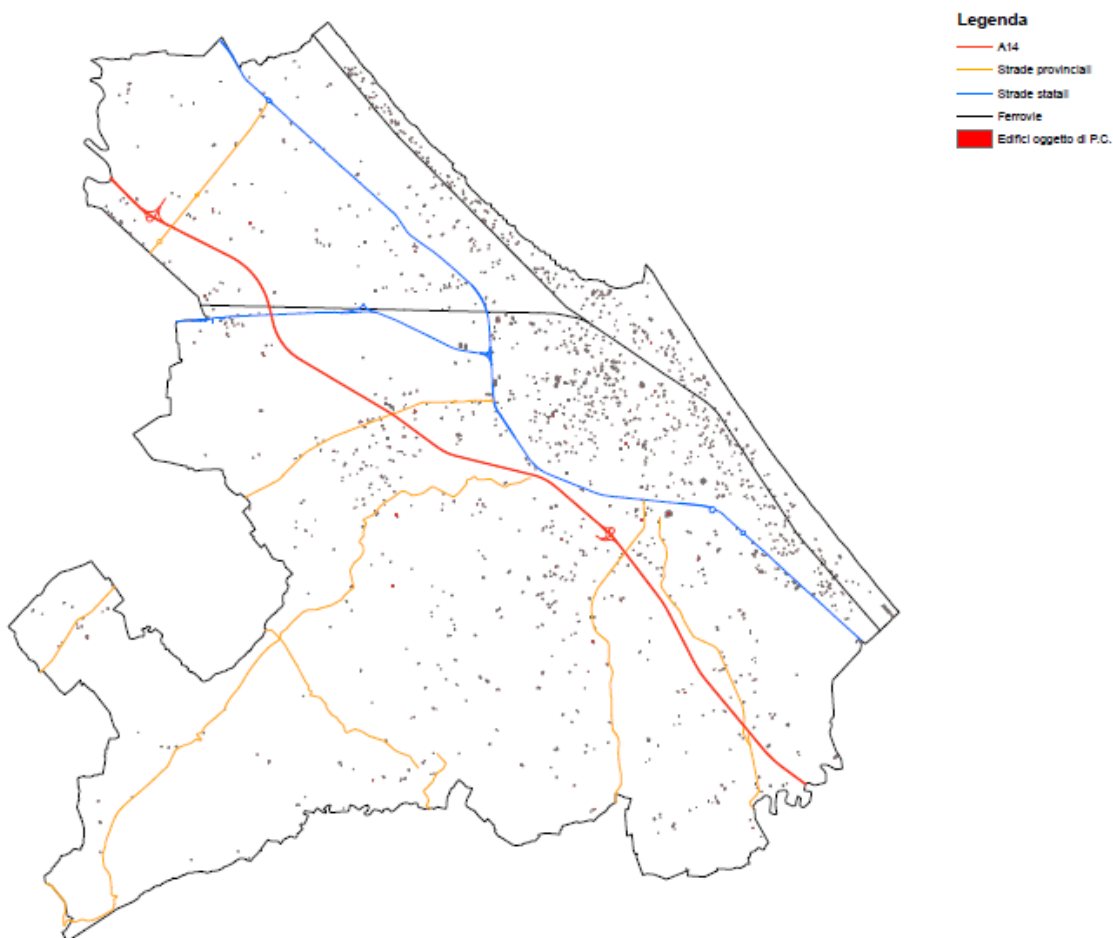 Legenda
A14
Strade provinciali
Strade statali
Ferrovie
Edifici oggetto di P.C.